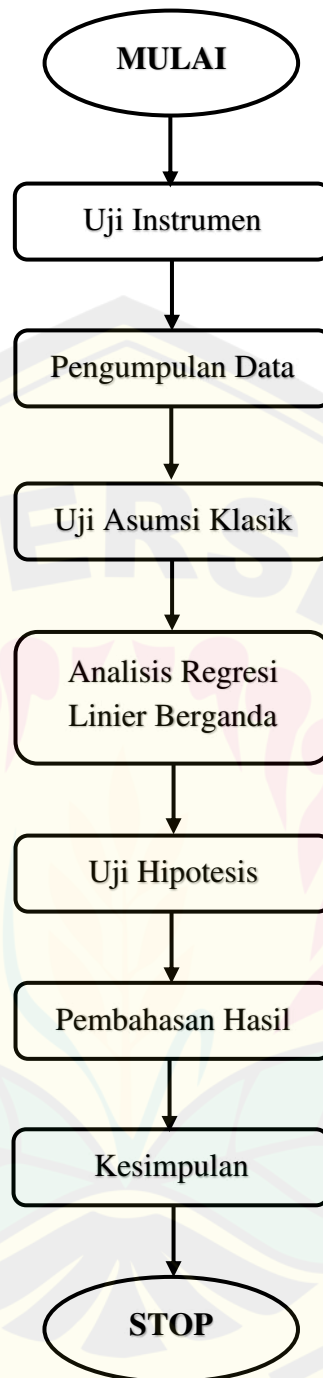 MULAI
Uji Instrumen
Pengumpulan Data
Uji Asumsi Klasik
Analisis Regresi
Linier Berganda
Uji Hipotesis
Pembahasan Hasil
Kesimpulan
STOP